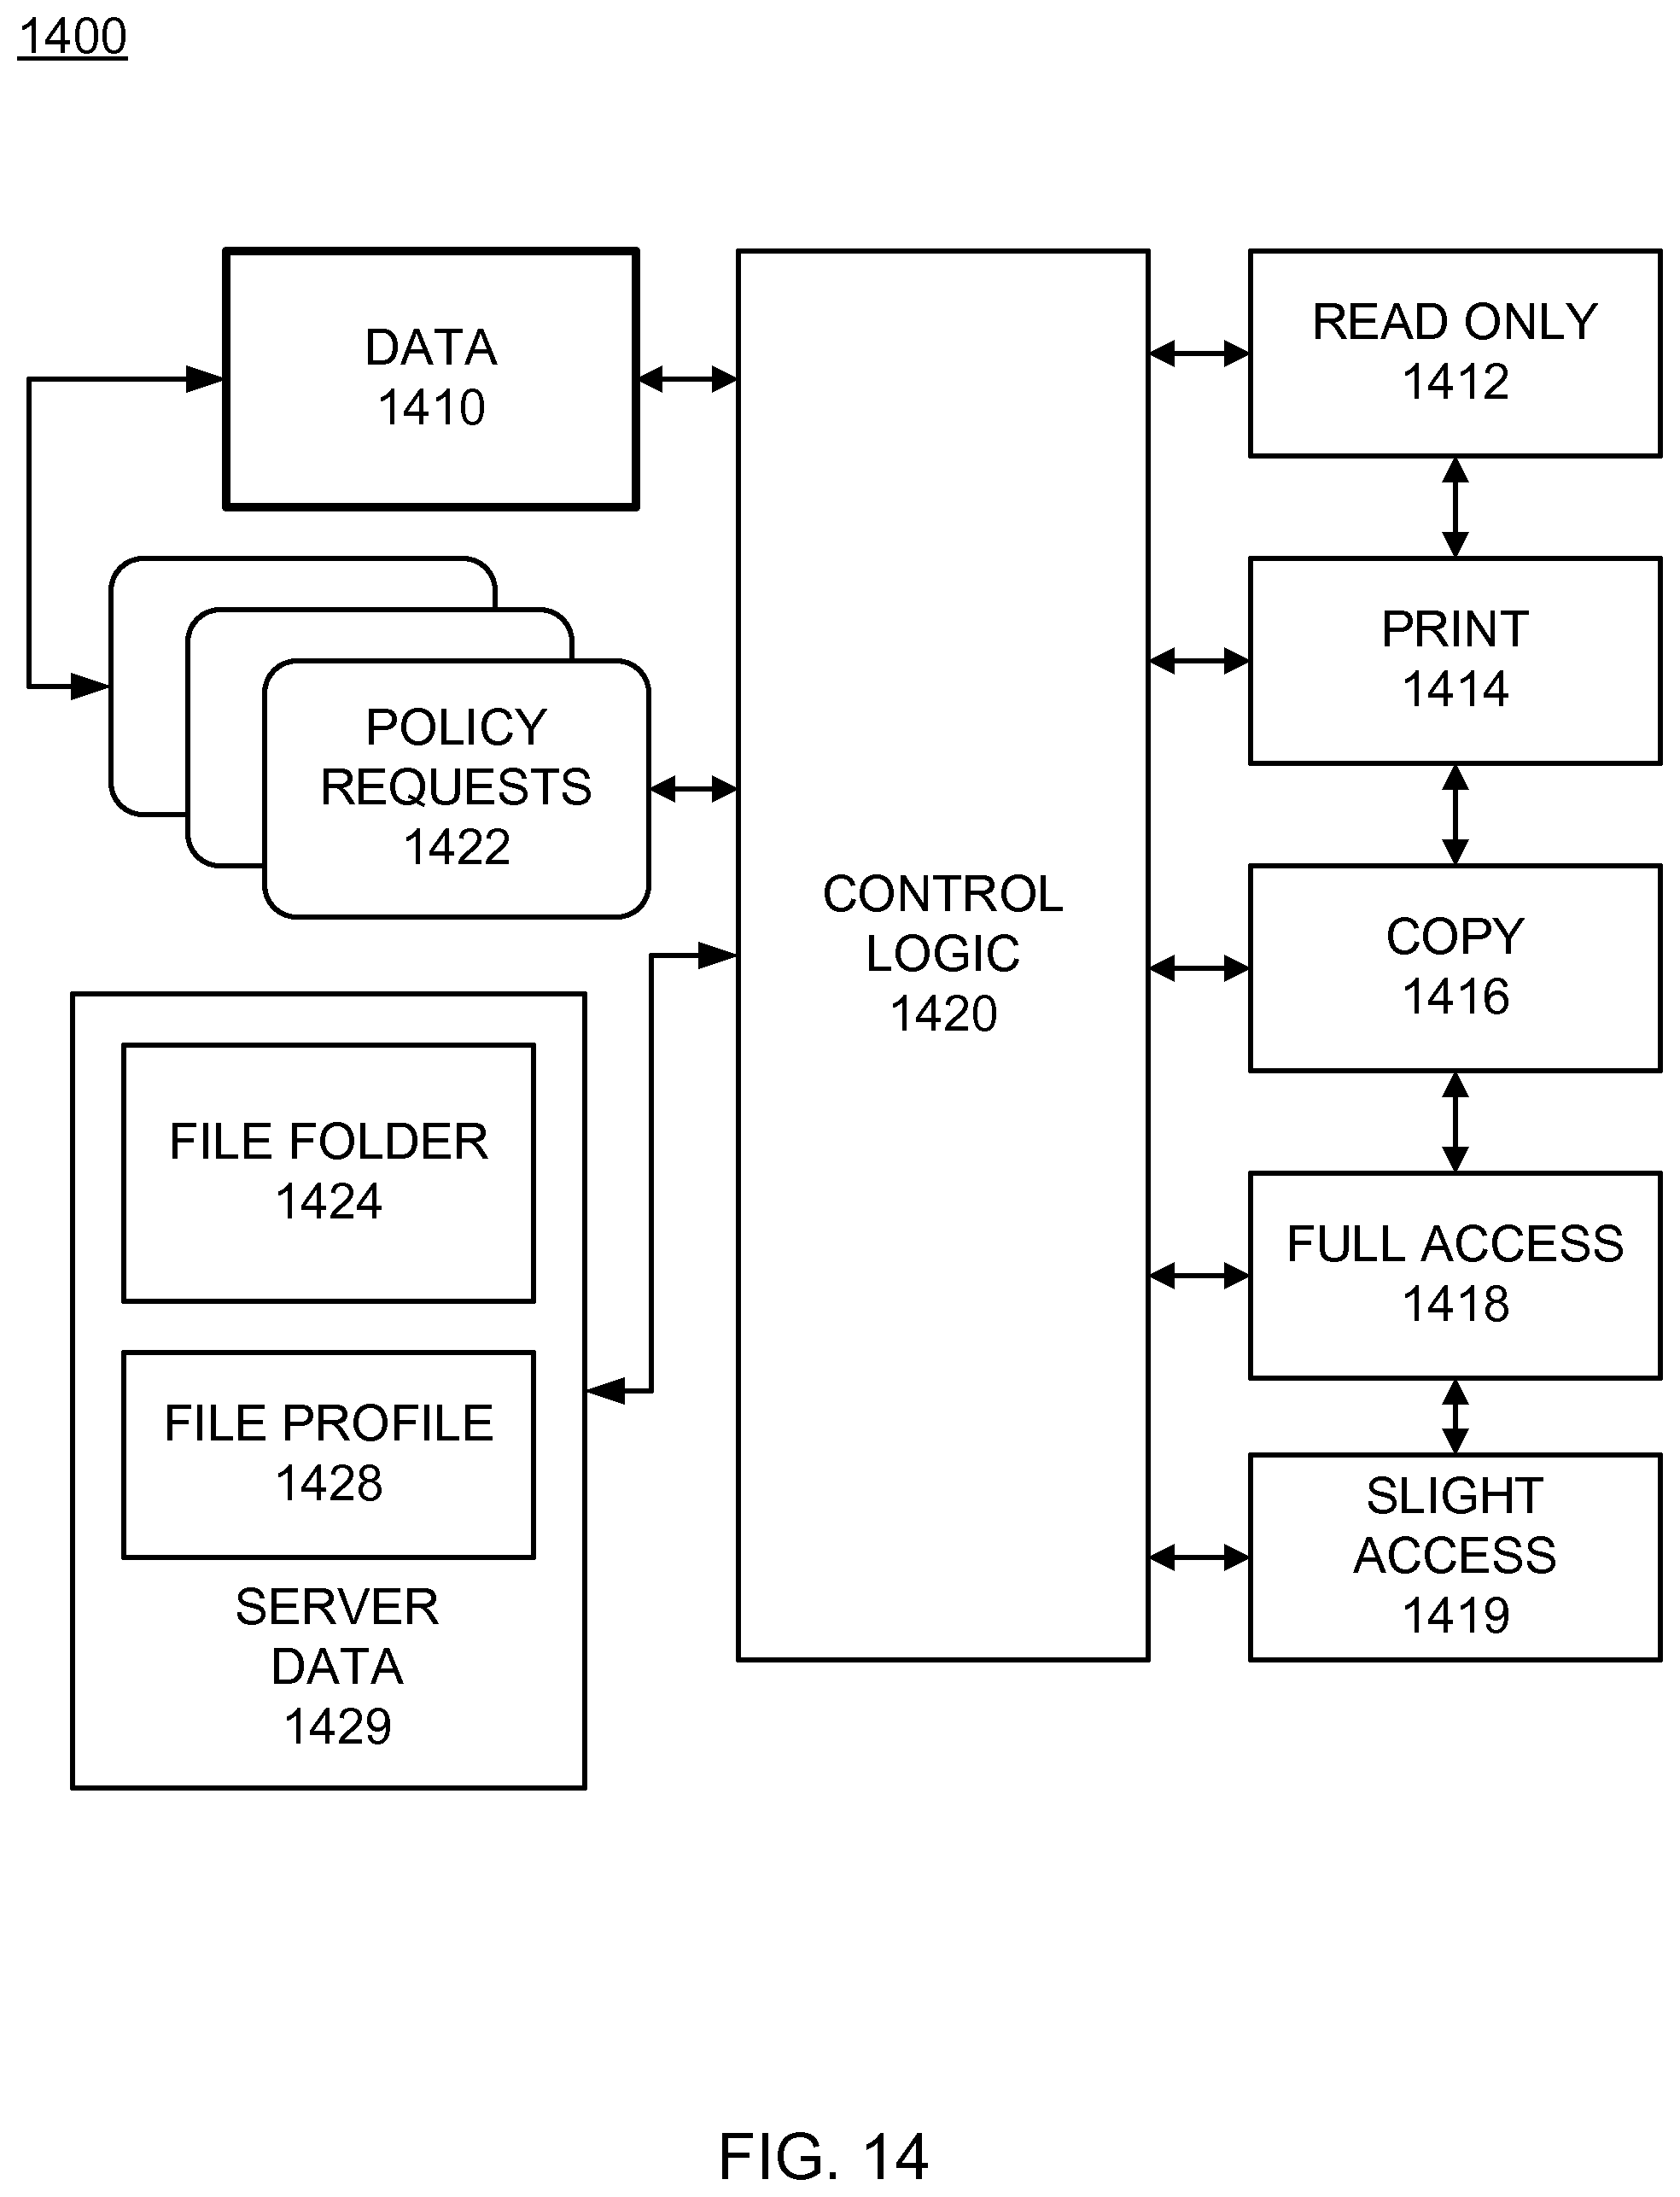 1400
DATA
1410
POLICY
REQUESTS
1422
FILE FOLDER
1424
FILE PROFILE
1428
SERVER
DATA
1429
CONTROL
LOGIC
1420
READ ONLY
1412
PRINT
1414
COPY
1416
FULL ACCESS
1418
SLIGHT
ACCESS
1419
FIG. 14